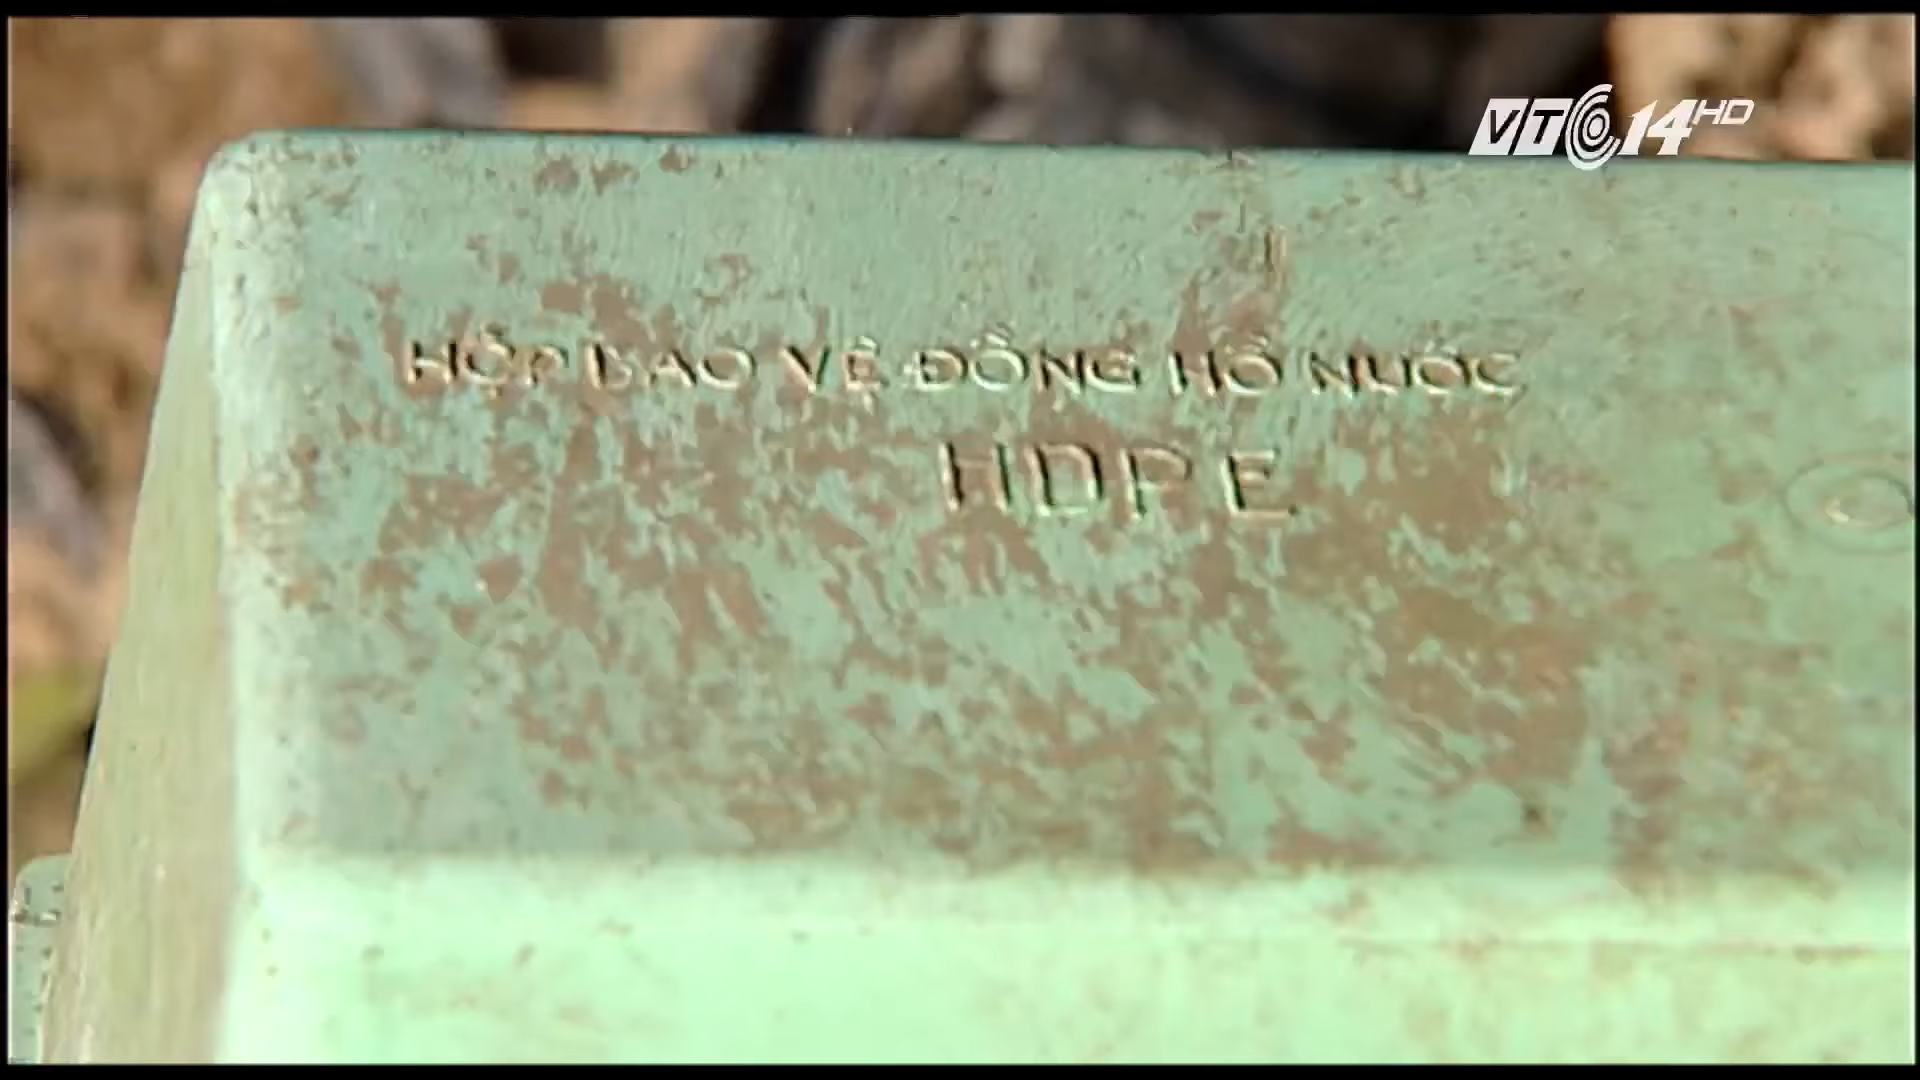 VTC14HD
HỘP BẢO VỆ ĐỒNG HỒ NƯỚC
HDPE